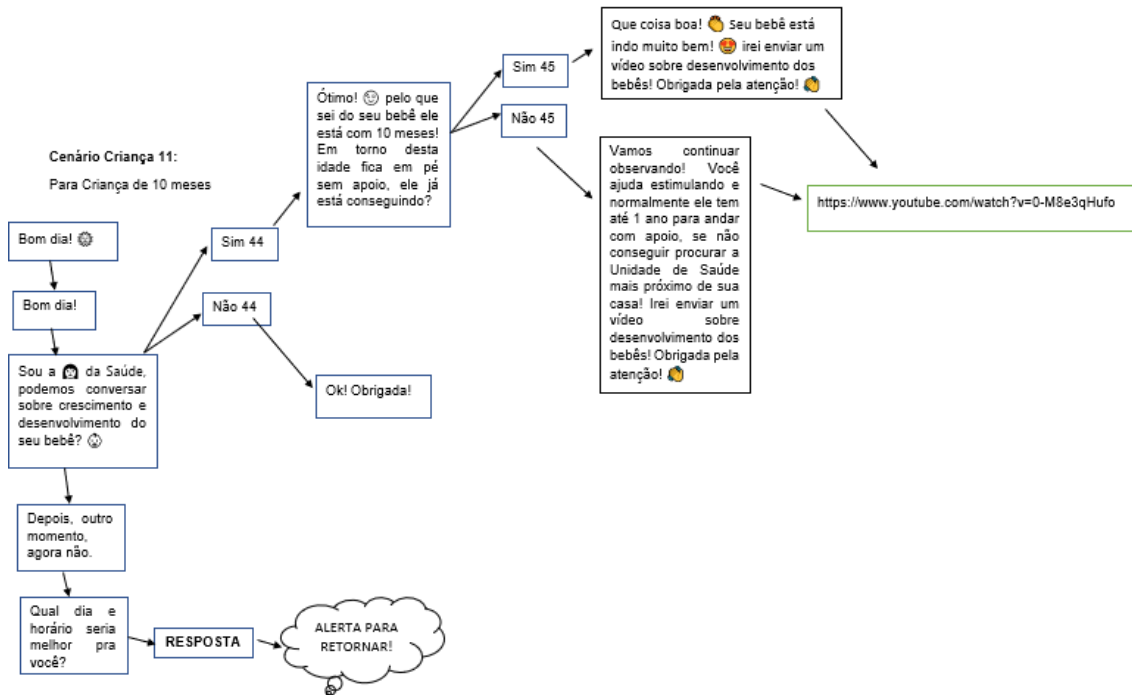 Cenário Criança 11:
Para Criança de 10 meses
Bom dia! 🌞
Bom dia!
Sou a 👩 da Saúde,
podemos conversar
sobre crescimento e
desenvolvimento do
seu bebê? 👶
Sim 44
Não 44
Ok! Obrigada!
Ótimo! 😉 pelo que
sei do seu bebê ele
está com 10 meses!
Em torno desta
idade fica em pé
sem apoio, ele já
está conseguindo?
Sim 45
Não 45
Que coisa boa! 👏 Seu bebê está
indo muito bem! 😍 irei enviar um
vídeo sobre desenvolvimento dos
bebês! Obrigada pela atenção! 👏
Vamos continuar
observando! Você
ajuda estimulando e
normalmente ele tem
até 1 ano para andar
com apoio, se não
conseguir procurar a
Unidade de Saúde
mais próximo de sua
casa! Irei enviar um
vídeo sobre
desenvolvimento dos
bebês! Obrigada pela
atenção! 👏
https://www.youtube.com/watch?v=0-M8e3qHufo
Depois, outro
momento,
agora não.
Qual dia e
horário seria
melhor pra
você?
RESPOSTA
ALERTA PARA
RETORNAR!